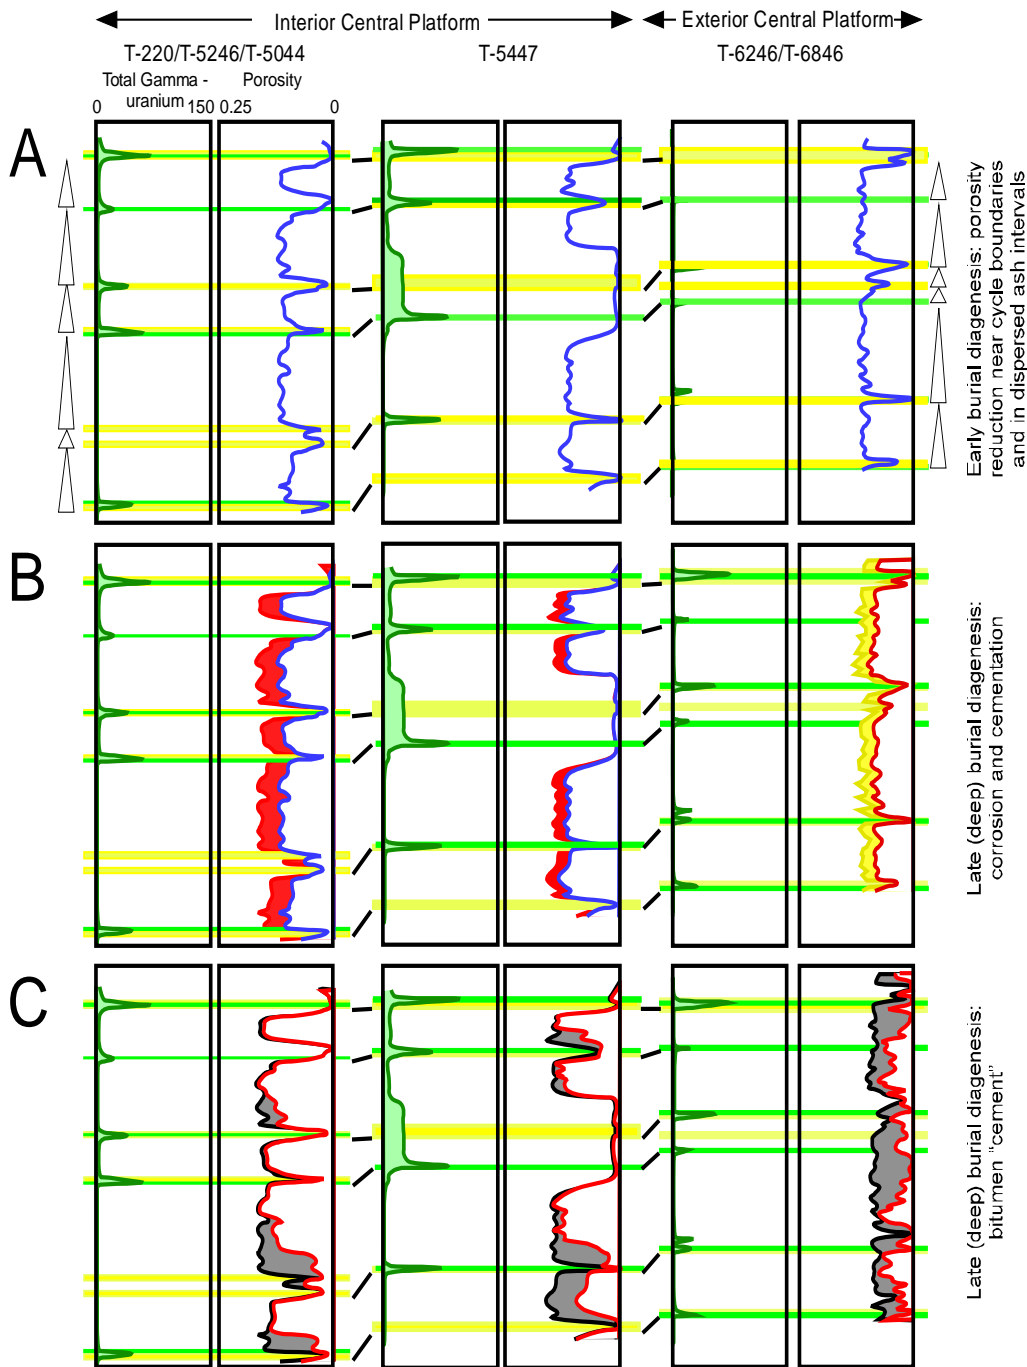 Interior Central Platform
Exterior Central Platform
T-220/T-5246/T-5044
T-5447
T-6246/T-6846
Total Gamma -
uranium
Porosity
0
150
0.25
0
A
Early burial diagenesis: porosity
reduction near cycle boundaries
and in dispersed ash intervals
B
Late (deep) burial diagenesis:
corrosion and cementation
C
Late (deep) burial diagenesis:
bitumen “cement”